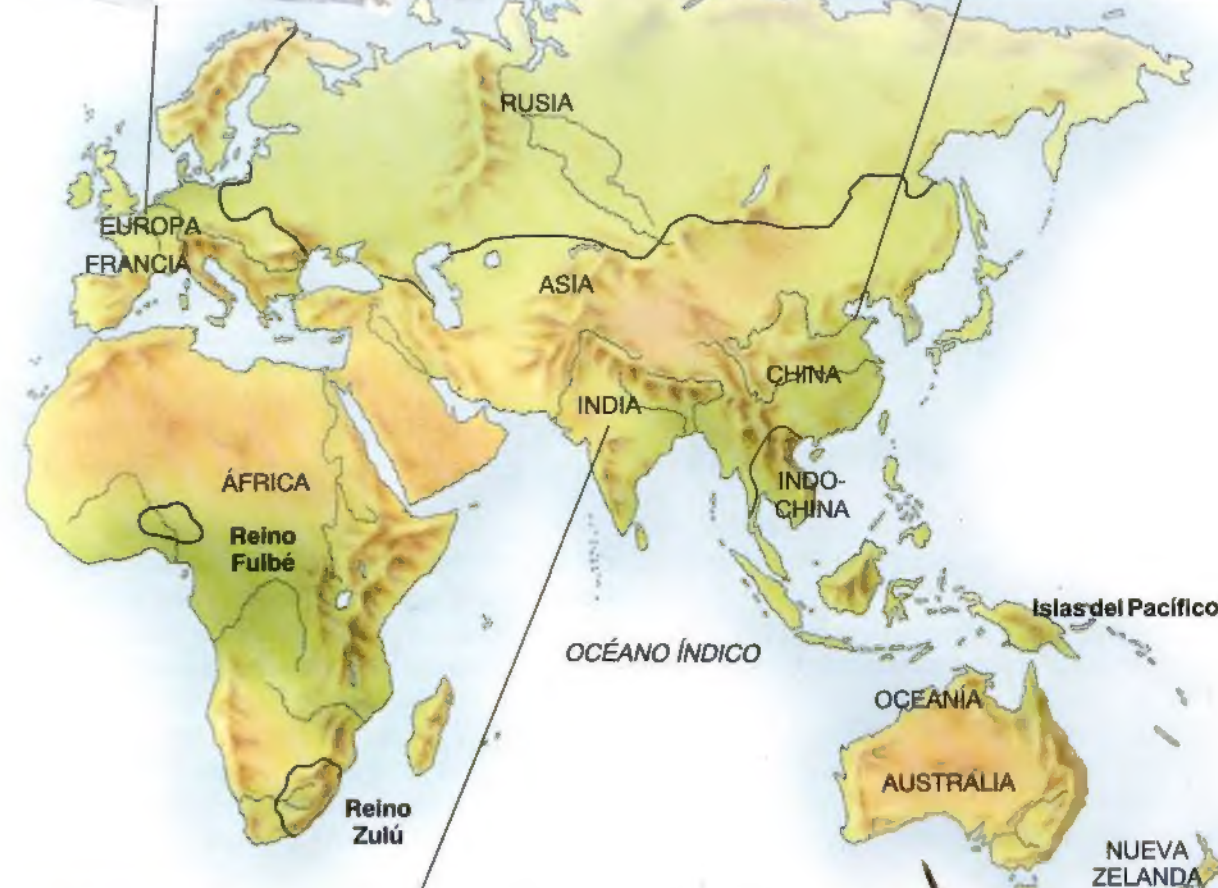 RUSIA
EUROPA
FRANCIA
ASIA
CHINA
INDIA
ÁFRICA
INDO-
CHINA
Reino
Fulbé
Islas del Pacífico
OCÉANO ÍNDICO
OCEANÍA
AUSTRÁLIA
Reino
Zulú
NUEVA
ZELANDA